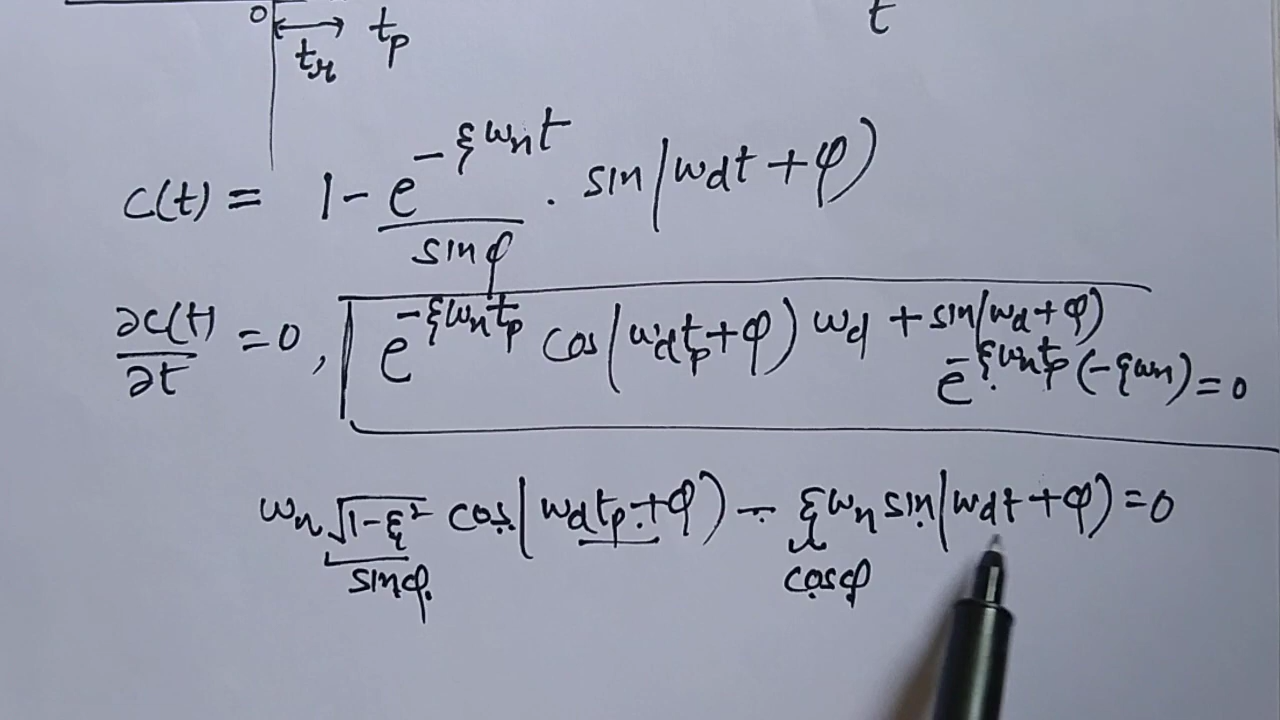 0 t_p t
t_r
c(t) = 1 - e^{-ξω_n t} / sinφ . sin(ω_d t + φ)
∂c(t)/∂t = 0, e^{-ξω_n t_p} cos(ω_d t_p + φ) ω_d + sin(ω_d + φ)
e^{-ξω_n t_p} (-ξω_n) = 0
ω_n √(1-ξ²) cos(ω_d t_p + φ) - ξω_n sin(ω_d t + φ) = 0
sinφ. cosφ